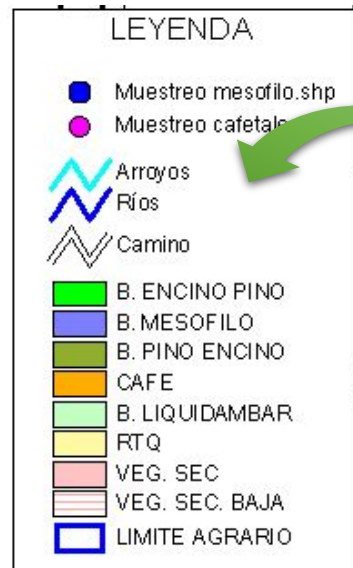 LEYENDA
Muestreo mesofilo.shp
Muestreo
Arroyos
Ríos
Camino
B. ENCINO PINO
B. MESOFILO
B. PINO ENCINO
CAFE
B. LIQUIDAMBAR
RTQ
VEG. SEC
VEG. SEC. BAJA
LIMITE AGRARIO